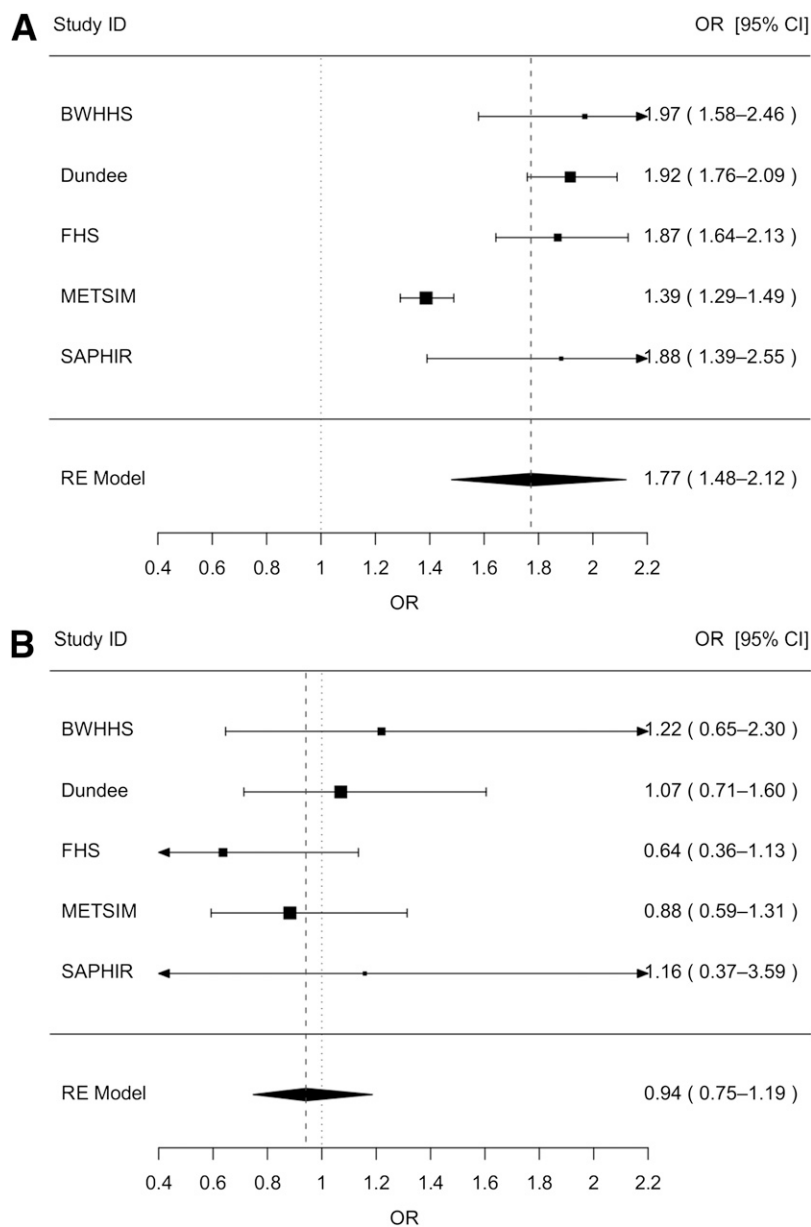 A Study ID OR [95% CI]
BWHHS 1.97 ( 1.58–2.46 )
Dundee 1.92 ( 1.76–2.09 )
FHS 1.87 ( 1.64–2.13 )
METSIM 1.39 ( 1.29–1.49 )
SAPHIR 1.88 ( 1.39–2.55 )
RE Model 1.77 ( 1.48–2.12 )
0.4 0.6 0.8 1 1.2 1.4 1.6 1.8 2 2.2
OR
B Study ID OR [95% CI]
BWHHS 1.22 ( 0.65–2.30 )
Dundee 1.07 ( 0.71–1.60 )
FHS 0.64 ( 0.36–1.13 )
METSIM 0.88 ( 0.59–1.31 )
SAPHIR 1.16 ( 0.37–3.59 )
RE Model 0.94 ( 0.75–1.19 )
0.4 0.6 0.8 1 1.2 1.4 1.6 1.8 2 2.2
OR